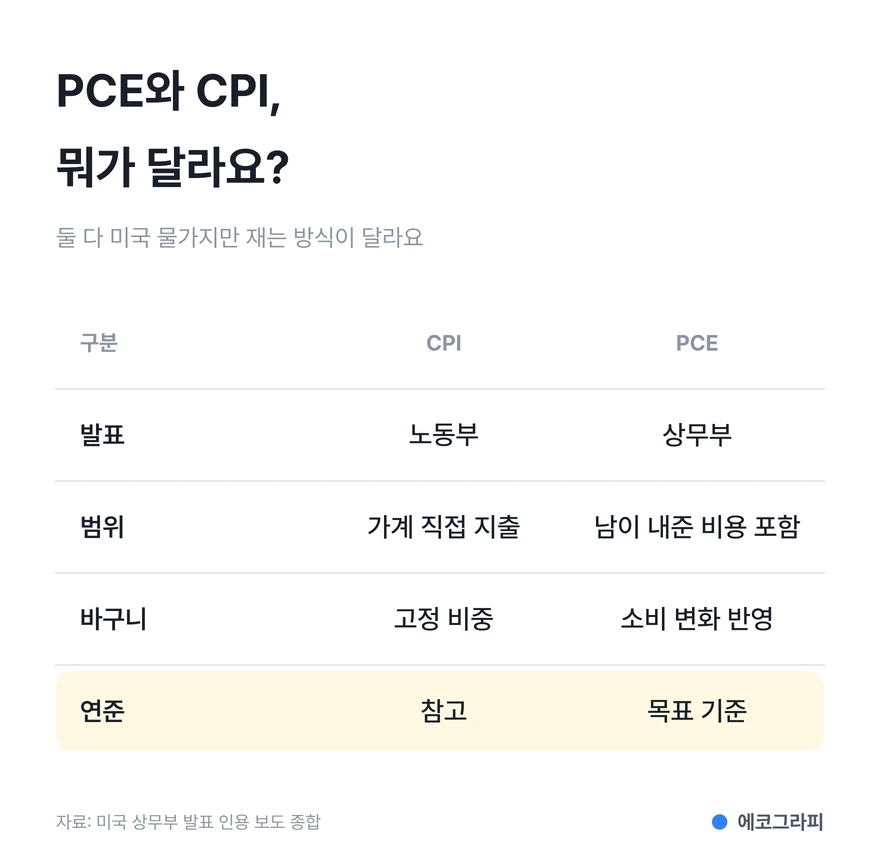 PCE와 CPI,
뭐가 달라요?
둘 다 미국 물가지만 재는 방식이 달라요
구분 CPI PCE
발표 노동부 상무부
범위 가계 직접 지출 남이 내준 비용 포함
바구니 고정 비중 소비 변화 반영
연준 참고 목표 기준
자료: 미국 상무부 발표 인용 보도 종합 에코그라피